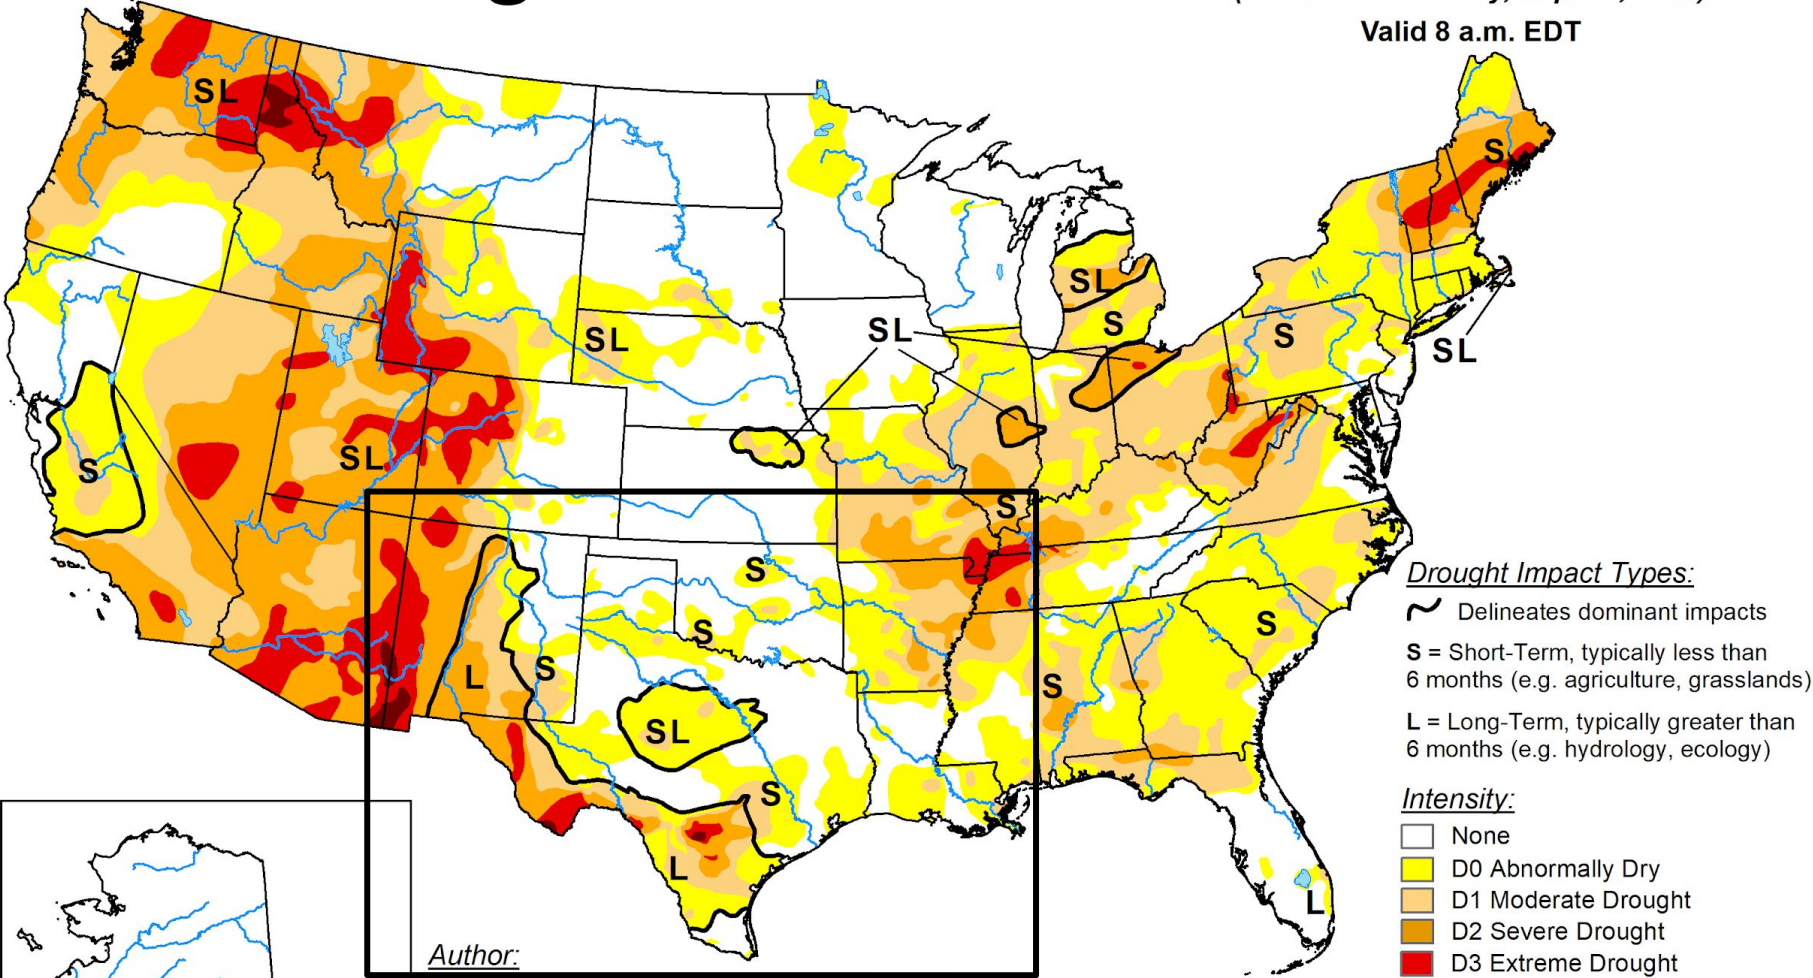 Valid 8 a.m. EDT
SL
S
SL
S
SL
SL
S
SL
S
SL
S
S
S
S
S
L
S
S
SL
S
L
L
Drought Impact Types:
Delineates dominant impacts
S = Short-Term, typically less than
6 months (e.g. agriculture, grasslands)
L = Long-Term, typically greater than
6 months (e.g. hydrology, ecology)
Intensity:
None
D0 Abnormally Dry
D1 Moderate Drought
D2 Severe Drought
D3 Extreme Drought
Author: